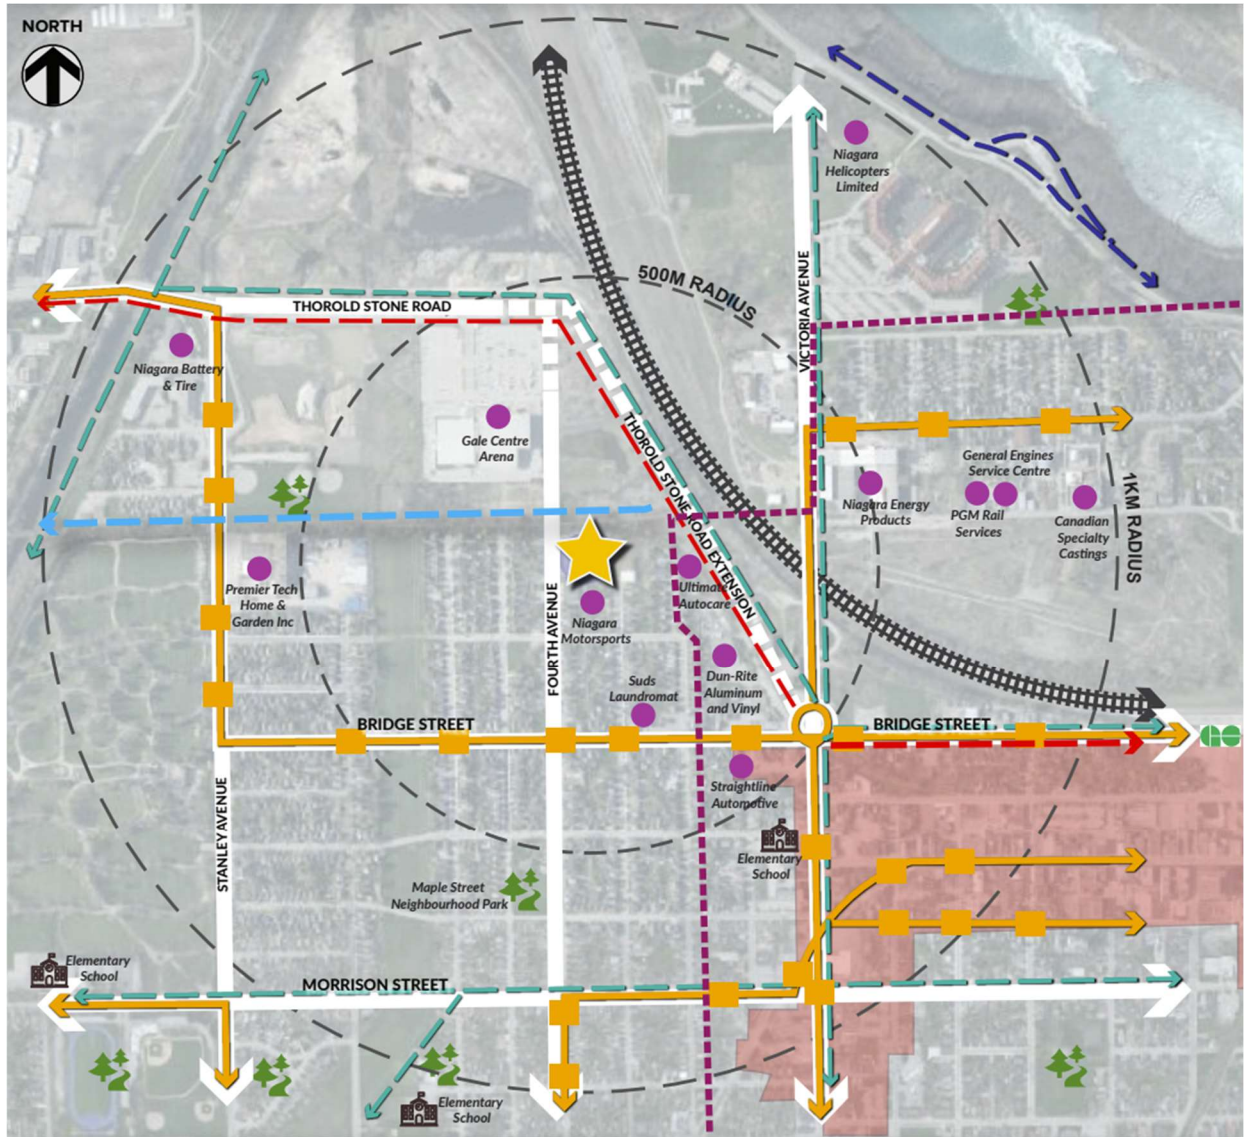 NORTH
500M RADIUS
Niagara
Helicopters
Limited
VICTORIA AVENUE
THOROLD STONE ROAD
Niagara Battery
& Tire
Gale Centre
Arena
THOROLD STONE ROAD EXTENSION
General Engines
Service Centre
Niagara Energy
Products
PGM Rail
Services
Canadian
Specialty
Castings
1KM RADIUS
Premier Tech
Home &
Garden Inc
FOURTH AVENUE
Niagara
Motorsports
Ultimate
Autocare
Dun-Rite
Aluminum
and Vinyl
Suds
Laundromat
BRIDGE STREET
BRIDGE STREET
GO
STANLEY AVENUE
Straightline
Automotive
Elementary
School
Maple Street
Neighbourhood Park
Elementary
School
MORRISON STREET
Elementary
School